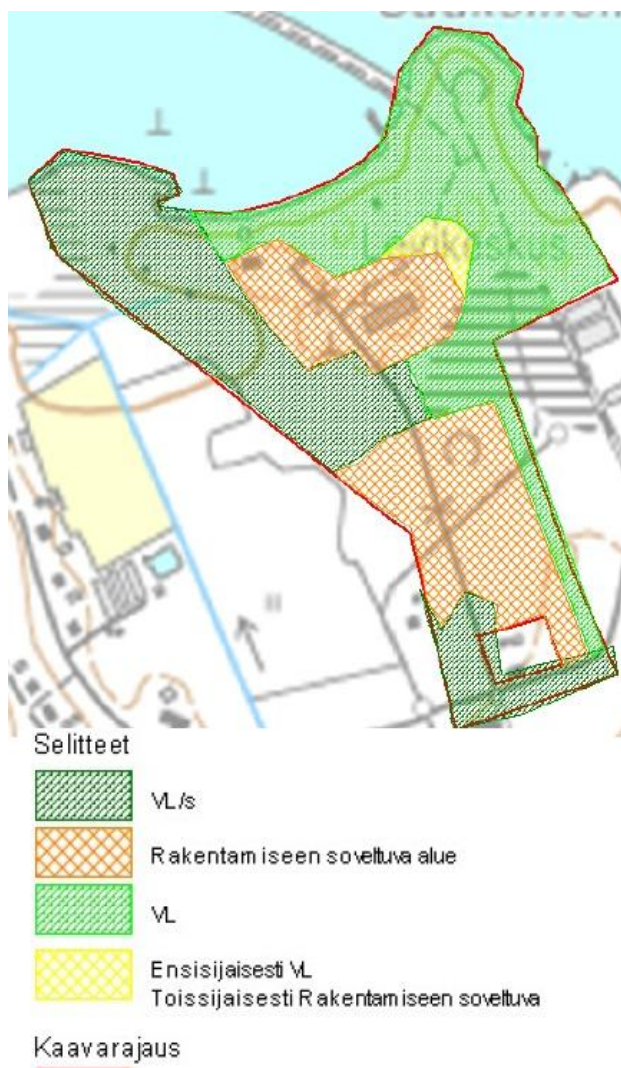 Selitteet
VL/s
Rakentamiseen soveltuva alue
VL
Ensisijaisesti VL
Toissijaisesti Rakentamiseen soveltuva
Kaavarajaus